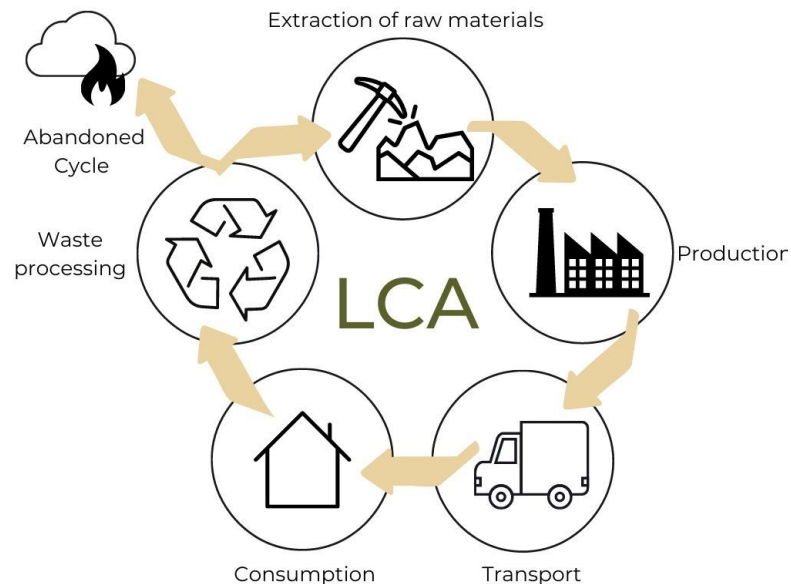 Extraction of raw materials
Abandoned
Cycle
Waste
processing
Production
LCA
Consumption
Transport